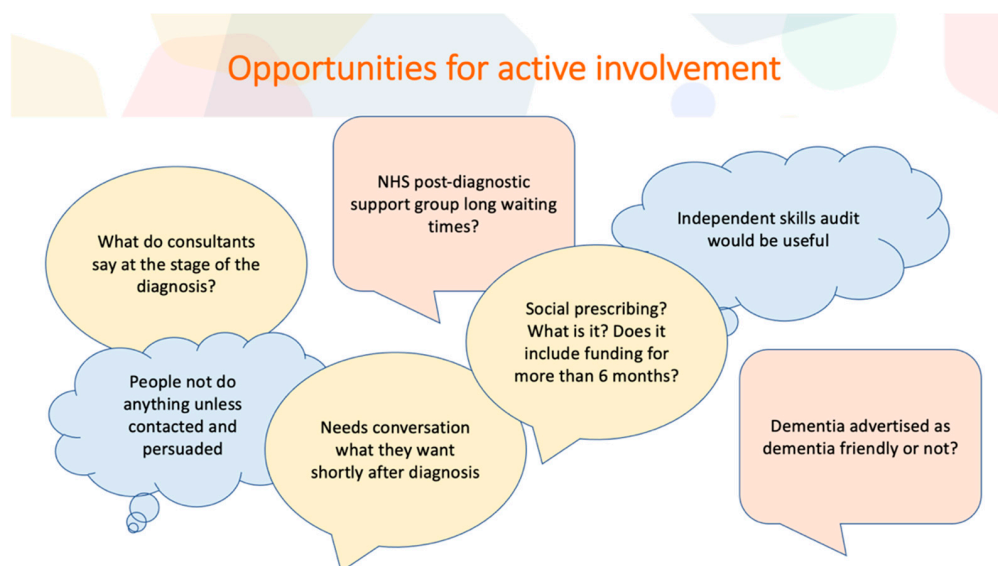 Opportunities for active involvement
What do consultants
say at the stage of the
diagnosis?
NHS post-diagnostic
support group long waiting
times?
Independent skills audit
would be useful
Social prescribing?
What is it? Does it
include funding for
more than 6 months?
People not do
anything unless
contacted and
persuaded
Needs conversation
what they want
shortly after diagnosis
Dementia advertised as
dementia friendly or not?